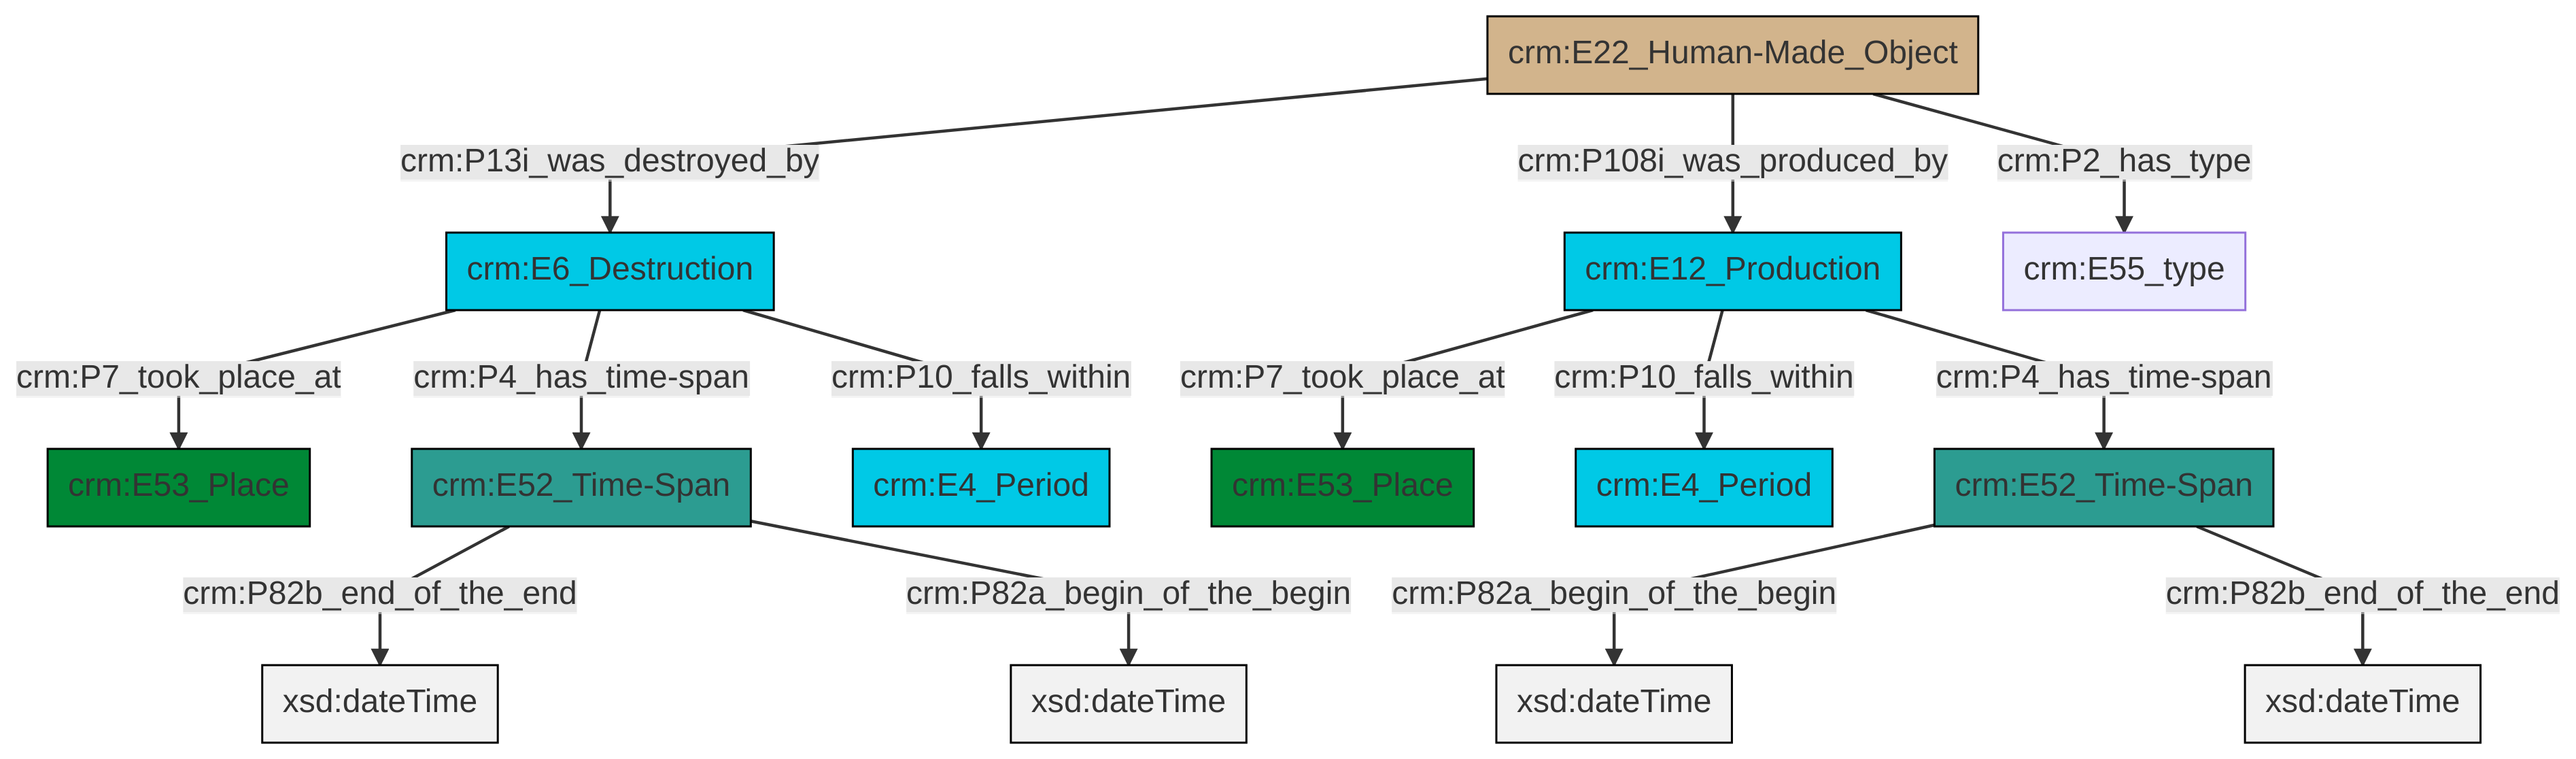 crm:E22_Human-Made_Object
crm:P13i_was_destroyed_by
crm:P108i_was_produced_by
crm:P2_has_type
crm:E6_Destruction
crm:E12_Production
crm:E55_type
crm:P7_took_place_at
crm:P4_has_time-span
crm:P10_falls_within
crm:P7_took_place_at
crm:P10_falls_within
crm:P4_has_time-span
crm:E53_Place
crm:E52_Time-Span
crm:E4_Period
crm:E53_Place
crm:E4_Period
crm:E52_Time-Span
crm:P82b_end_of_the_end
crm:P82a_begin_of_the_begin
crm:P82a_begin_of_the_begin
crm:P82b_end_of_the_end
xsd:dateTime
xsd:dateTime
xsd:dateTime
xsd:dateTime